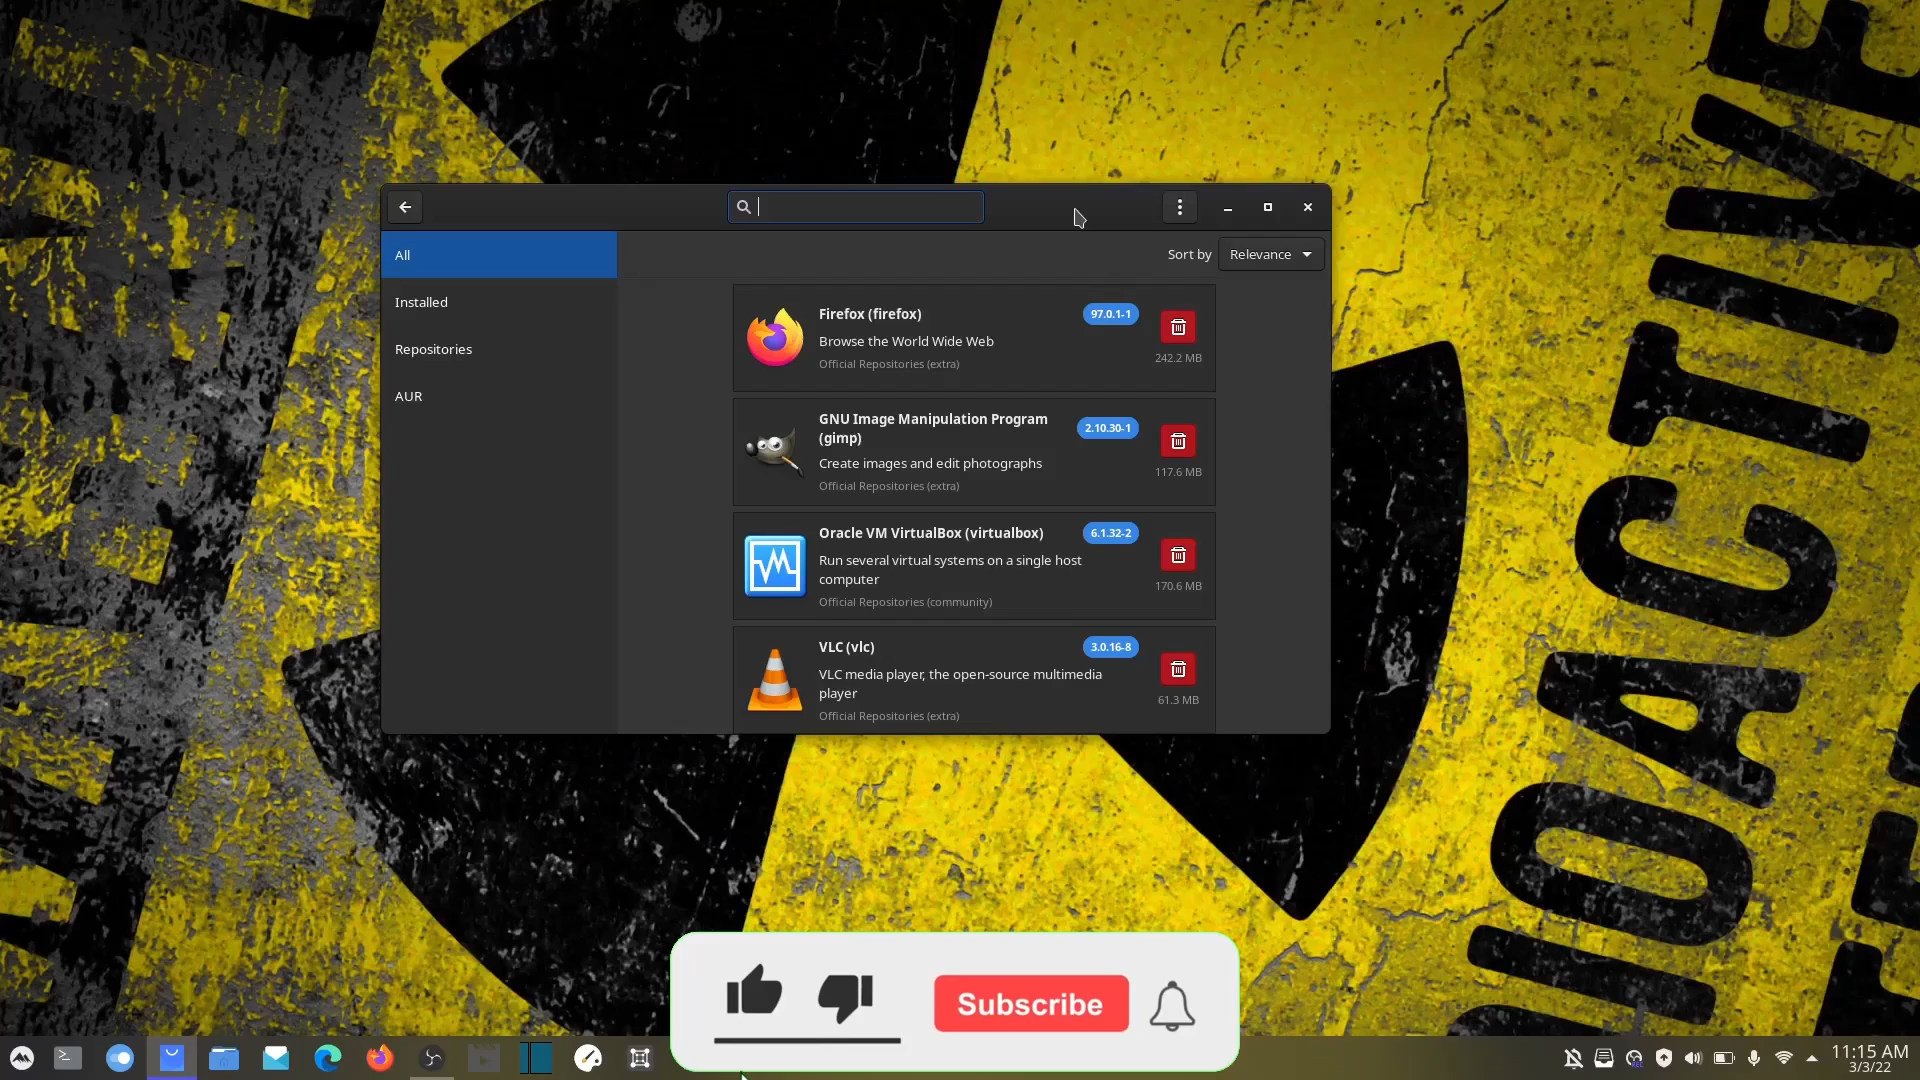 All
Sort by Relevance
Installed
Repositories
AUR
Firefox (firefox)
97.0.1-1
Browse the World Wide Web
Official Repositories (extra)
242.2 MB
GNU Image Manipulation Program
(gimp)
2.10.30-1
Create images and edit photographs
Official Repositories (extra)
117.6 MB
Oracle VM VirtualBox (virtualbox)
6.1.32-2
Run several virtual systems on a single host
computer
Official Repositories (community)
170.6 MB
VLC (vlc)
3.0.16-8
VLC media player, the open-source multimedia
player
Official Repositories (extra)
61.3 MB
OACTIVE
Subscribe
11:15 AM
3/3/22